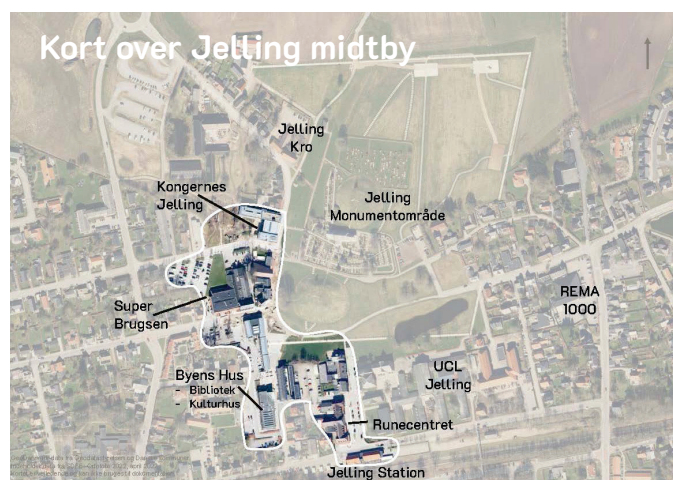 Kort over Jelling midtby
Jelling
Kro
Kongernes
Jelling
Jelling
Monumentområde
Super
Brugsen
REMA
1000
Byens Hus
- Bibliotek
- Kulturhus
UCL
Jelling
Runecentret
Jelling Station